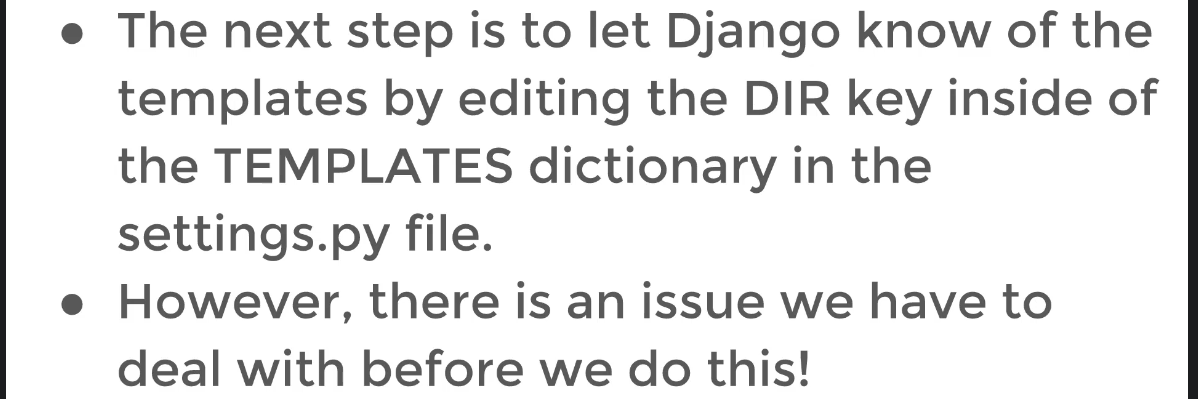 ● The next step is to let Django know of the
templates by editing the DIR key inside of
the TEMPLATES dictionary in the
settings.py file.
● However, there is an issue we have to
deal with before we do this!